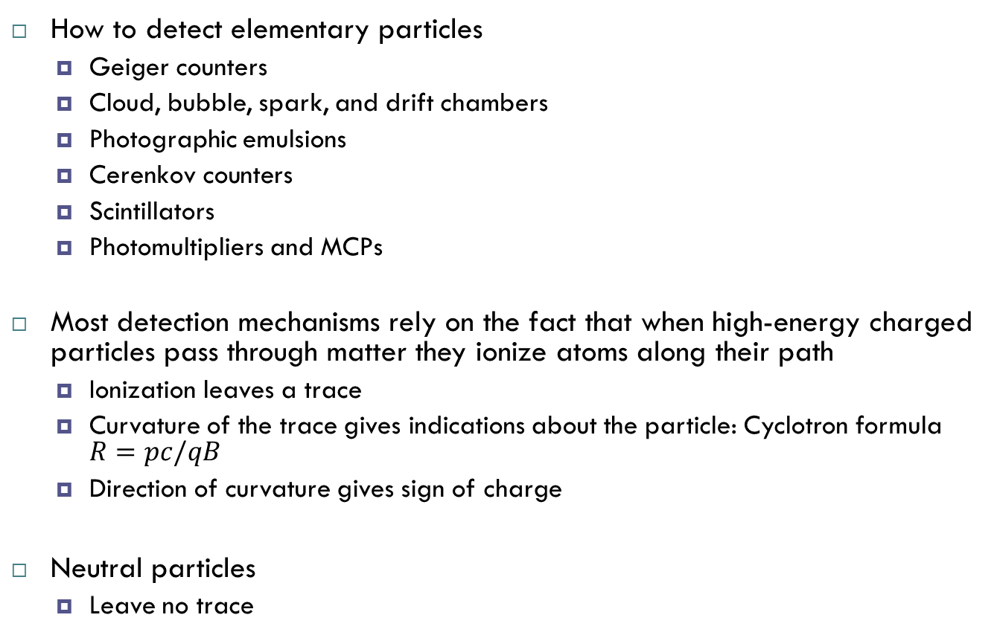 How to detect elementary particles
Geiger counters
Cloud, bubble, spark, and drift chambers
Photographic emulsions
Cerenkov counters
Scintillators
Photomultipliers and MCPs
Most detection mechanisms rely on the fact that when high-energy charged
particles pass through matter they ionize atoms along their path
Ionization leaves a trace
Curvature of the trace gives indications about the particle: Cyclotron formula
R = pc/qB
Direction of curvature gives sign of charge
Neutral particles
Leave no trace